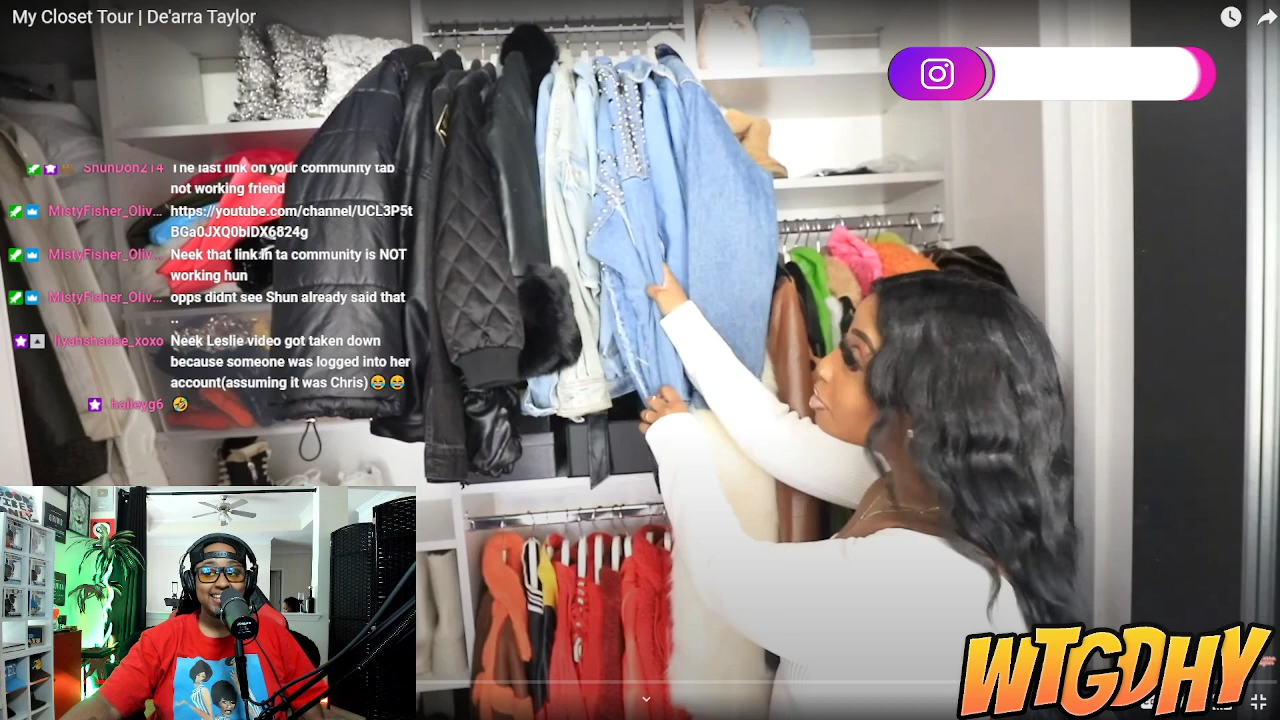 My Closet Tour | De'arra Taylor
ShunDon214 The last link on your community tab
not working friend
MistyFisher_Oliv... https://youtube.com/channel/UCL3P5t
BGa0JXQ0bIDX6824g
MistyFisher_Oliv... Neek that link in ta community is NOT
working hun
MistyFisher_Oliv... opps didnt see Shun already said that
..
iyahshadae_xoxo Neek Leslie video got taken down
because someone was logged into her
account(assuming it was Chris)😂 😂
haileyg6 🤣
WTGDHY